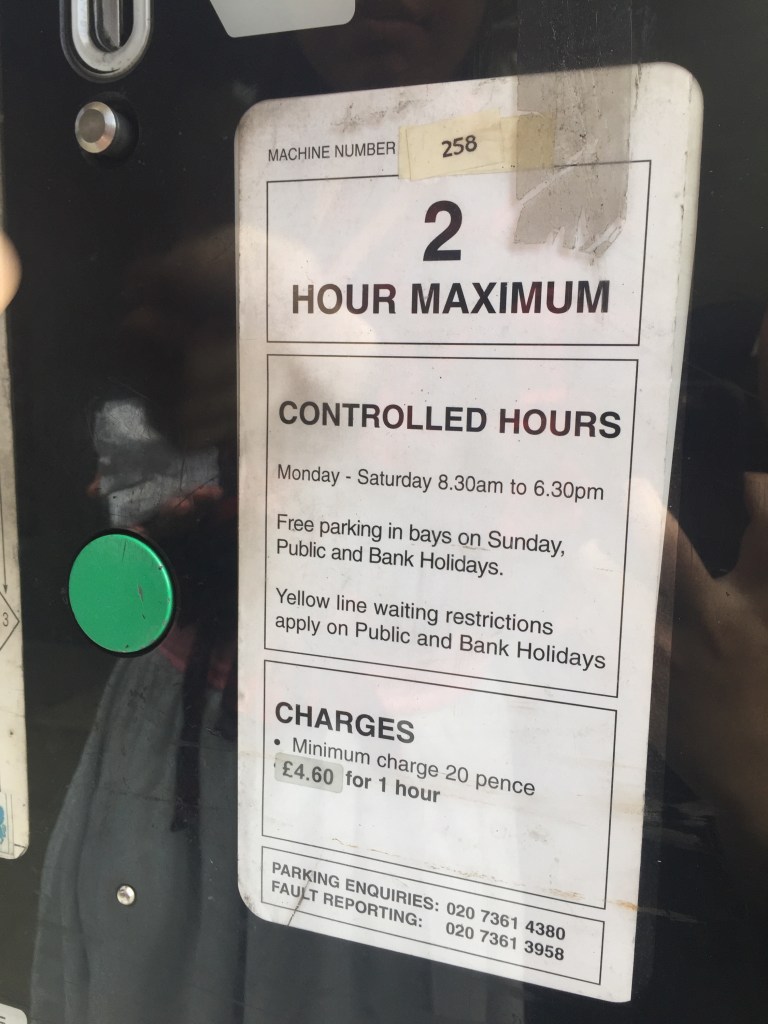 MACHINE NUMBER 258
2
HOUR MAXIMUM
CONTROLLED HOURS
Monday - Saturday 8.30am to 6.30pm
Free parking in bays on Sunday,
Public and Bank Holidays.
Yellow line waiting restrictions
apply on Public and Bank Holidays
CHARGES
• Minimum charge 20 pence
£4.60 for 1 hour
PARKING ENQUIRIES: 020 7361 4380
FAULT REPORTING: 020 7361 3958
3